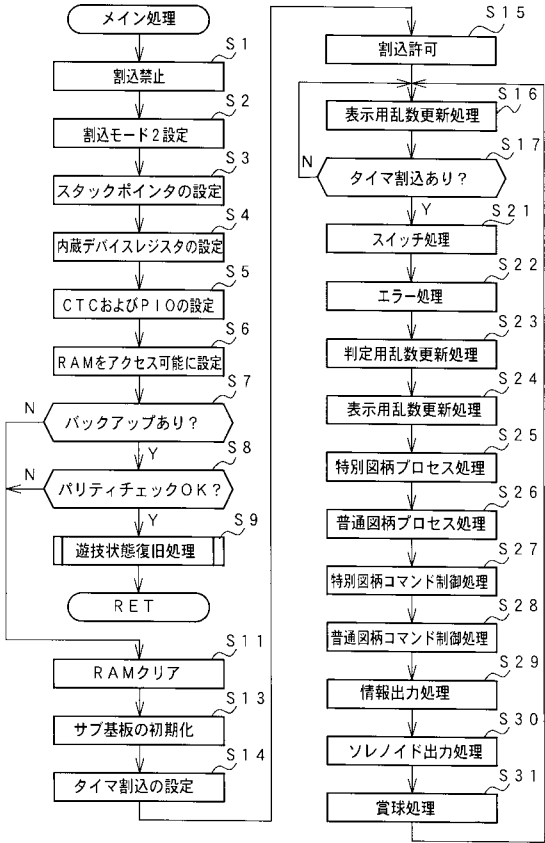 メイン処理
S1
割込禁止
S2
割込モード2設定
S3
スタックポインタの設定
S4
内蔵デバイスレジスタの設定
S5
CTCおよびPIOの設定
S6
RAMをアクセス可能に設定
S7
N
バックアップあり?
Y
S8
N
パリティチェックOK?
Y
S9
遊技状態復旧処理
RET
S11
RAMクリア
S13
サブ基板の初期化
S14
タイマ割込の設定
S15
割込許可
S16
表示用乱数更新処理
S17
N
タイマ割込あり?
Y
S21
スイッチ処理
S22
エラー処理
S23
判定用乱数更新処理
S24
表示用乱数更新処理
S25
特別図柄プロセス処理
S26
普通図柄プロセス処理
S27
特別図柄コマンド制御処理
S28
普通図柄コマンド制御処理
S29
情報出力処理
S30
ソレノイド出力処理
S31
賞球処理